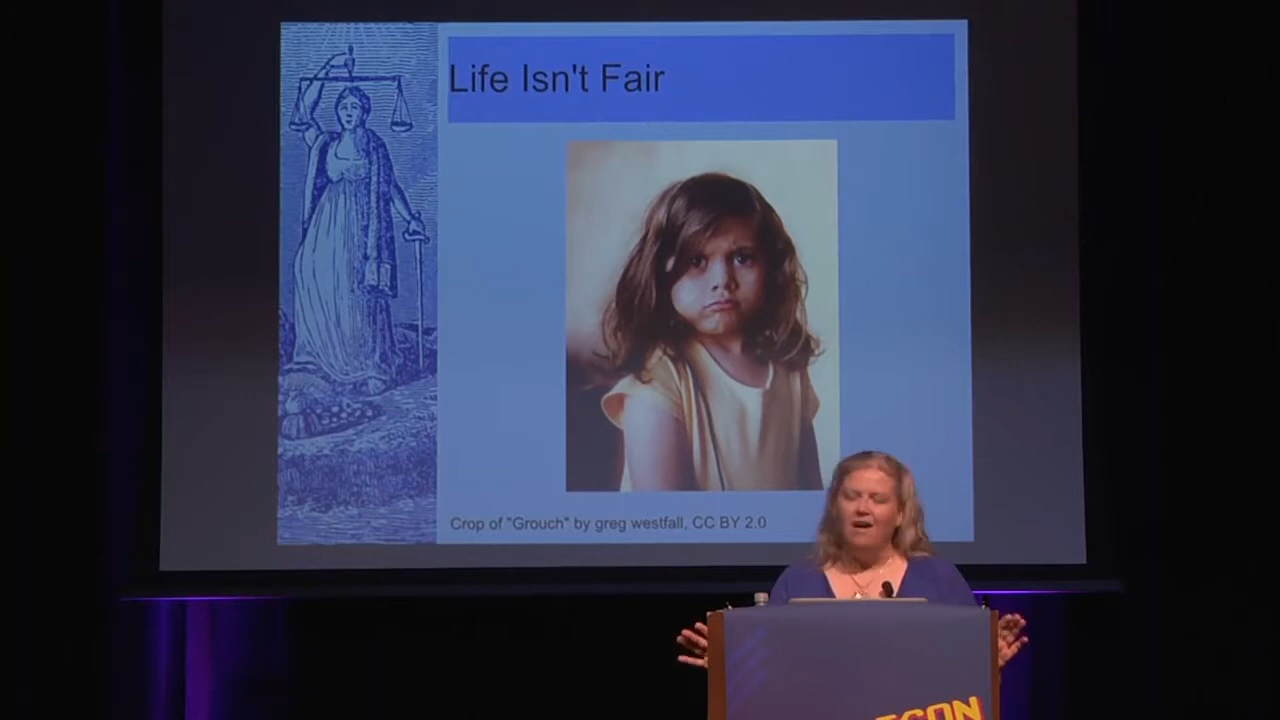 Life Isn't Fair
Crop of "Grouch" by greg westfall, CC BY 2.0